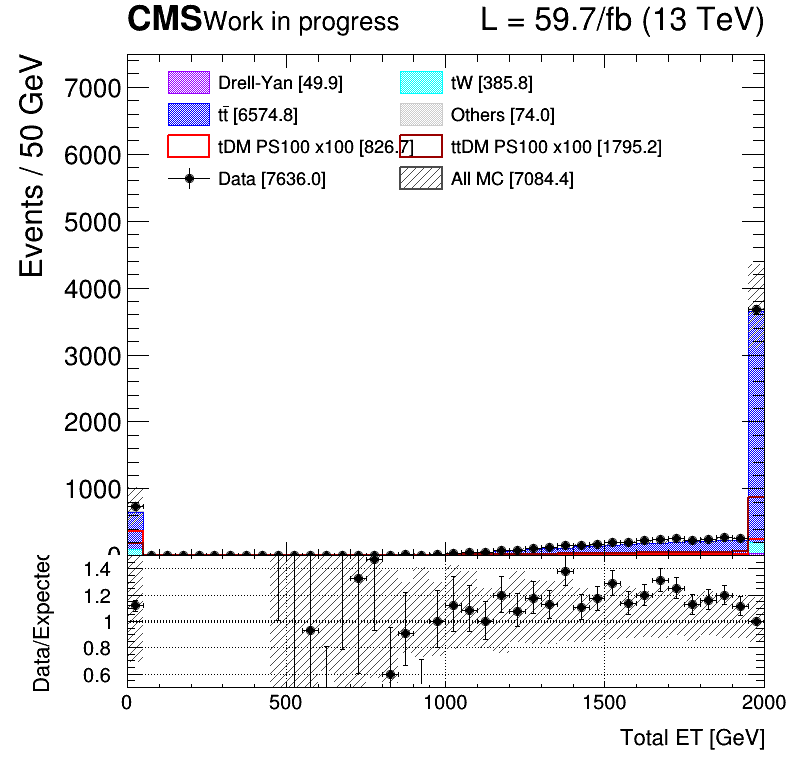 CMS Work in progress L = 59.7/fb (13 TeV)
Events / 50 GeV
Drell-Yan [49.9] tW [385.8]
tt̄ [6574.8] Others [74.0]
tDM PS100 x100 [826.7] ttDM PS100 x100 [1795.2]
Data [7636.0] All MC [7084.4]
7000
6000
5000
4000
3000
2000
1000
0
Data/Expected
1.4
1.2
1
0.8
0.6
0 500 1000 1500 2000
Total ET [GeV]